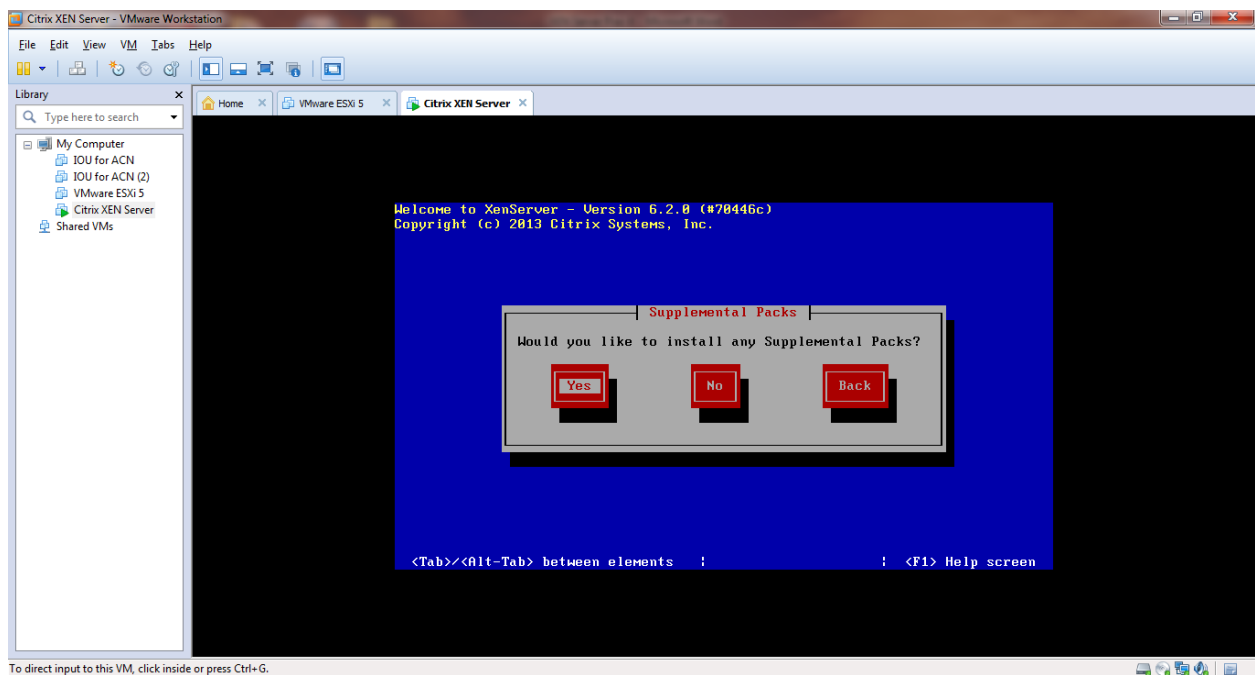 Citrix XEN Server - VMware Workstation
File Edit View VM Tabs Help
Library
Type here to search
My Computer
IOU for ACN
IOU for ACN (2)
VMware ESXi 5
Citrix XEN Server
Shared VMs
Home VMware ESXi 5 Citrix XEN Server
Welcome to XenServer - Version 6.2.0 (#70446c)
Copyright (c) 2013 Citrix Systems, Inc.
Supplemental Packs
Would you like to install any Supplemental Packs?
Yes No Back
<Tab>/<Alt-Tab> between elements | | <F1> Help screen
To direct input to this VM, click inside or press Ctrl+G.